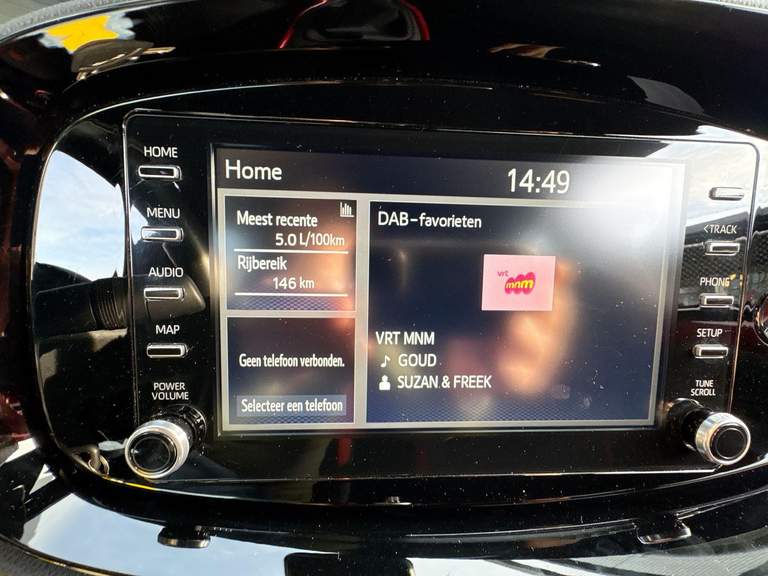 HOME
MENU
AUDIO
MAP
POWER
VOLUME
Home
14:49
Meest recente
5.0 L/100km
Rijbereik
146 km
Geen telefoon verbonden.
Selecteer een telefoon
DAB-favorieten
vrt
mnm
VRT MNM
GOUD
SUZAN & FREEK
<TRACK
PHONE
SETUP
TUNE
SCROLL